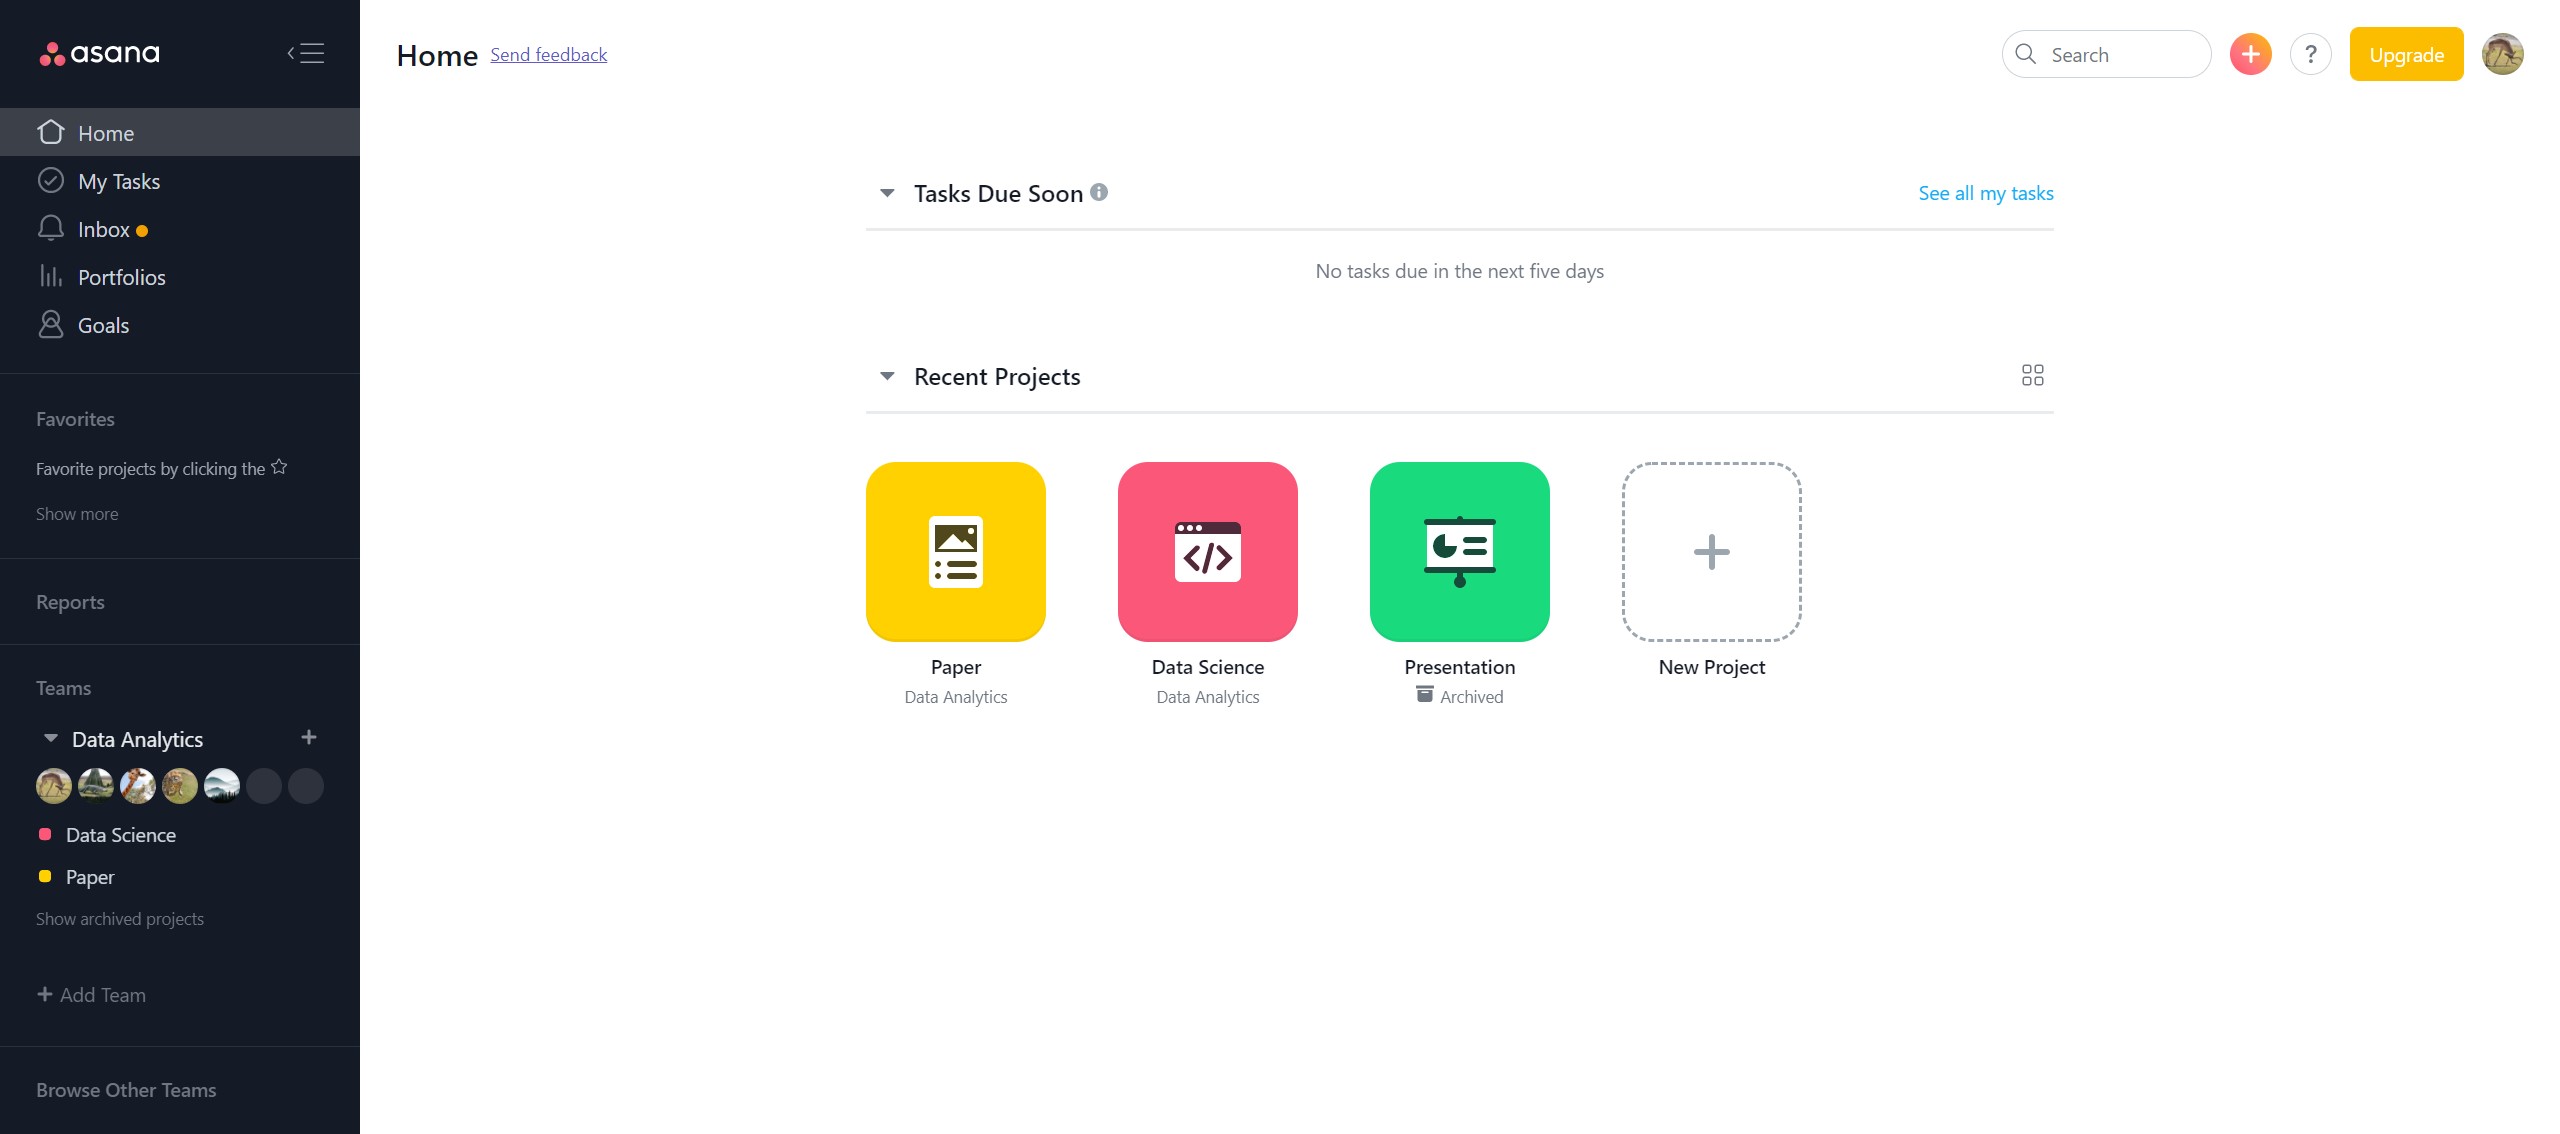 asana
Home
My Tasks
Inbox
Portfolios
Goals
Favorites
Favorite projects by clicking the
Show more
Reports
Teams
Data Analytics
Data Science
Paper
Show archived projects
Add Team
Browse Other Teams
Home Send feedback
Search
?
Upgrade
Tasks Due Soon
See all my tasks
No tasks due in the next five days
Recent Projects
Paper
Data Analytics
Data Science
Data Analytics
Presentation
Archived
New Project